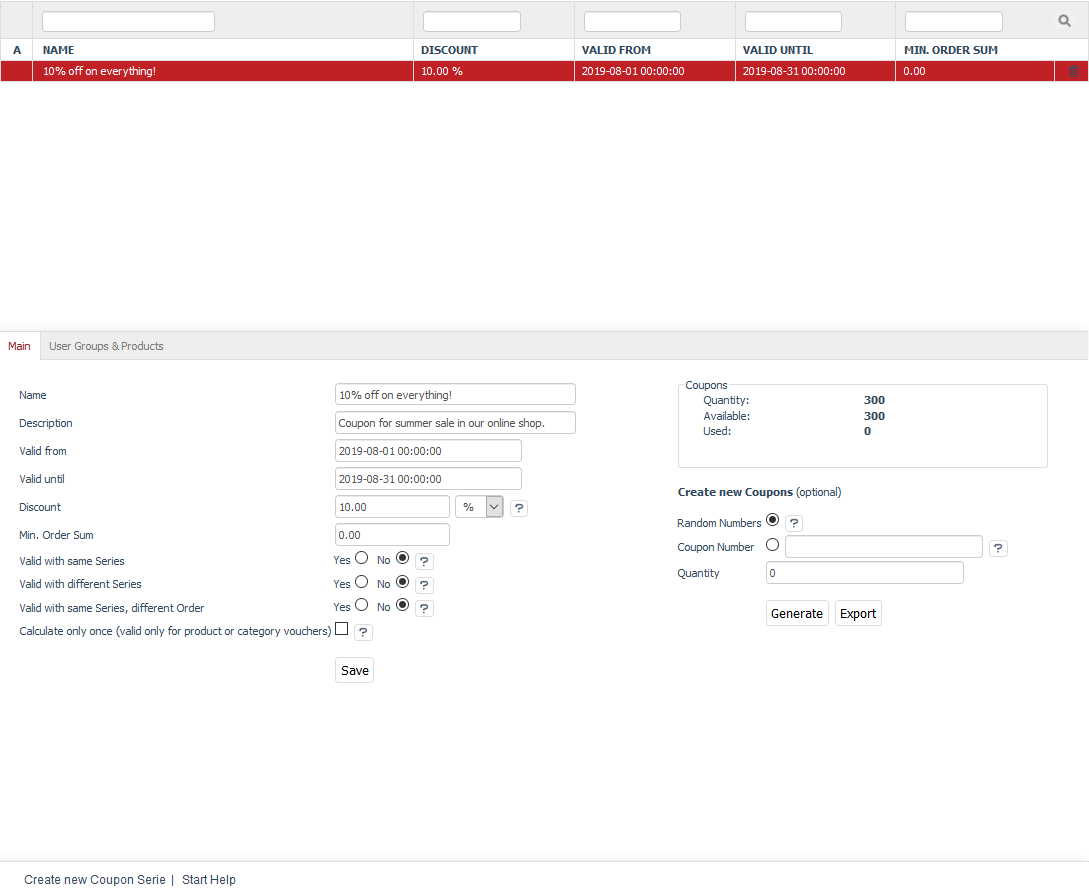 A NAME DISCOUNT VALID FROM VALID UNTIL MIN. ORDER SUM
10% off on everything! 10.00 % 2019-08-01 00:00:00 2019-08-31 00:00:00 0.00
Main User Groups & Products
Name 10% off on everything!
Description Coupon for summer sale in our online shop.
Valid from 2019-08-01 00:00:00
Valid until 2019-08-31 00:00:00
Discount 10.00 % ?
Min. Order Sum 0.00
Valid with same Series Yes No ?
Valid with different Series Yes No ?
Valid with same Series, different Order Yes No ?
Calculate only once (valid only for product or category vouchers) ?
Save
Coupons
Quantity: 300
Available: 300
Used: 0
Create new Coupons (optional)
Random Numbers ?
Coupon Number ?
Quantity 0
Generate Export
Create new Coupon Serie | Start Help